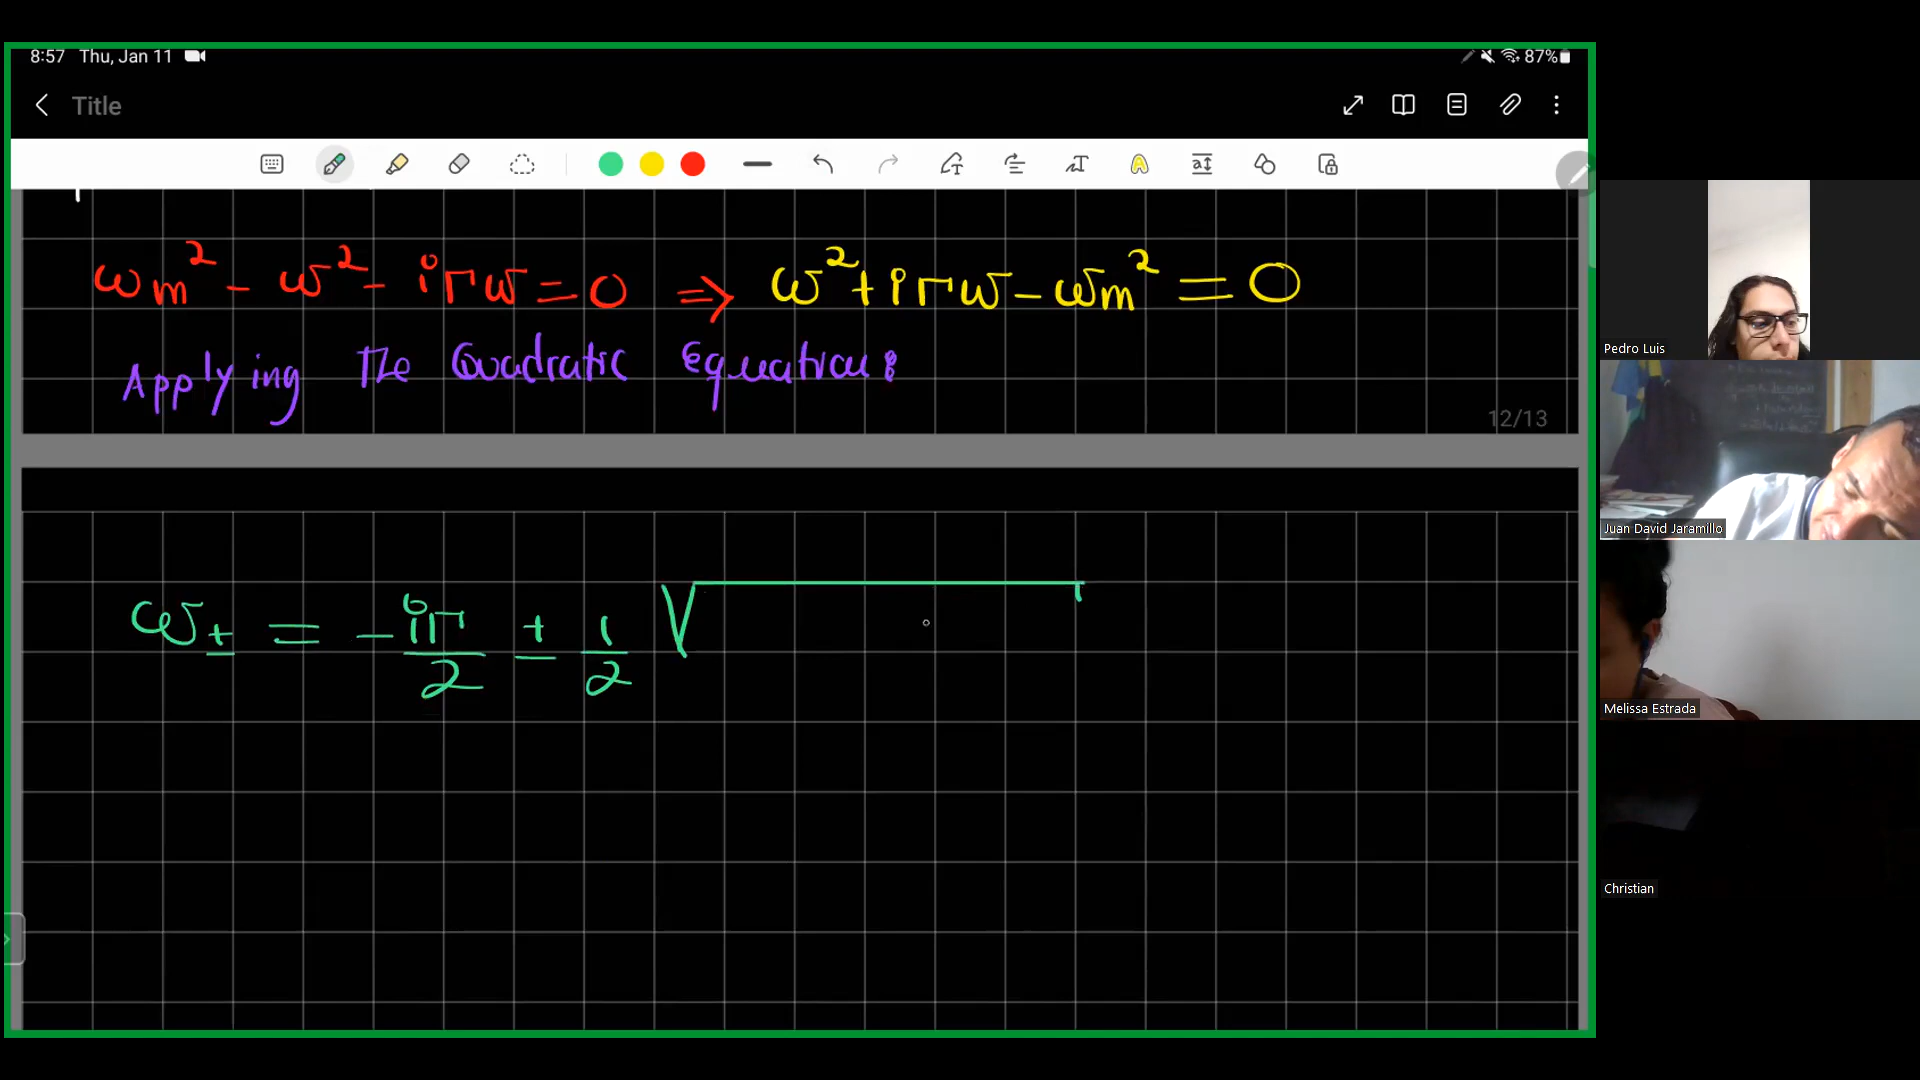 8:57 Thu, Jan 11 87%
Title
ωm² - ω² - iΓω = 0 ⇒ ω² + iΓω - ωm² = 0
Applying The Quadratic Equation:
12/13
ω± = - iΓ/2 ± 1/2 √
Pedro Luis
Juan David Jaramillo
Melissa Estrada
Christian